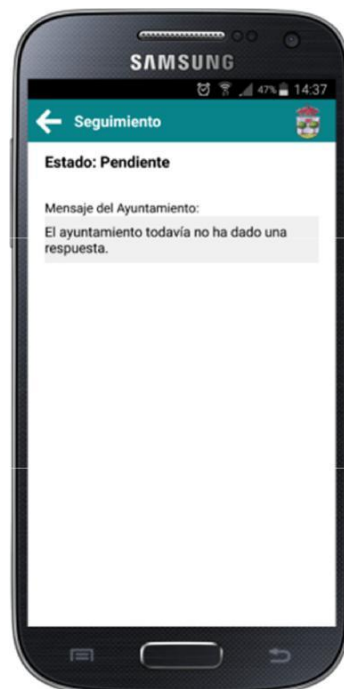 SAMSUNG
47% 14:37
Seguimiento
Estado: Pendiente
Mensaje del Ayuntamiento:
El ayuntamiento todavía no ha dado una
respuesta.